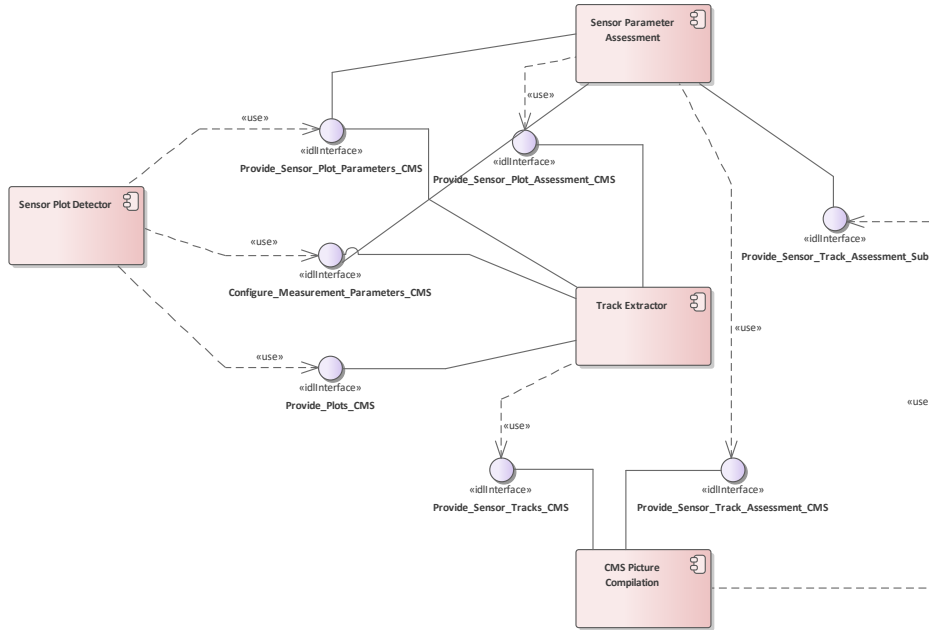 Sensor Parameter
Assessment
«use»
«use»
«idlInterface»
Provide_Sensor_Plot_Parameters_CMS
«idlInterface»
Provide_Sensor_Plot_Assessment_CMS
Sensor Plot Detector
«use»
«idlInterface»
Configure_Measurement_Parameters_CMS
«idlInterface»
Provide_Sensor_Track_Assessment_Sub
Track Extractor
«use»
«use»
«idlInterface»
Provide_Plots_CMS
«use
«use»
«idlInterface»
Provide_Sensor_Tracks_CMS
«idlInterface»
Provide_Sensor_Track_Assessment_CMS
CMS Picture
Compilation